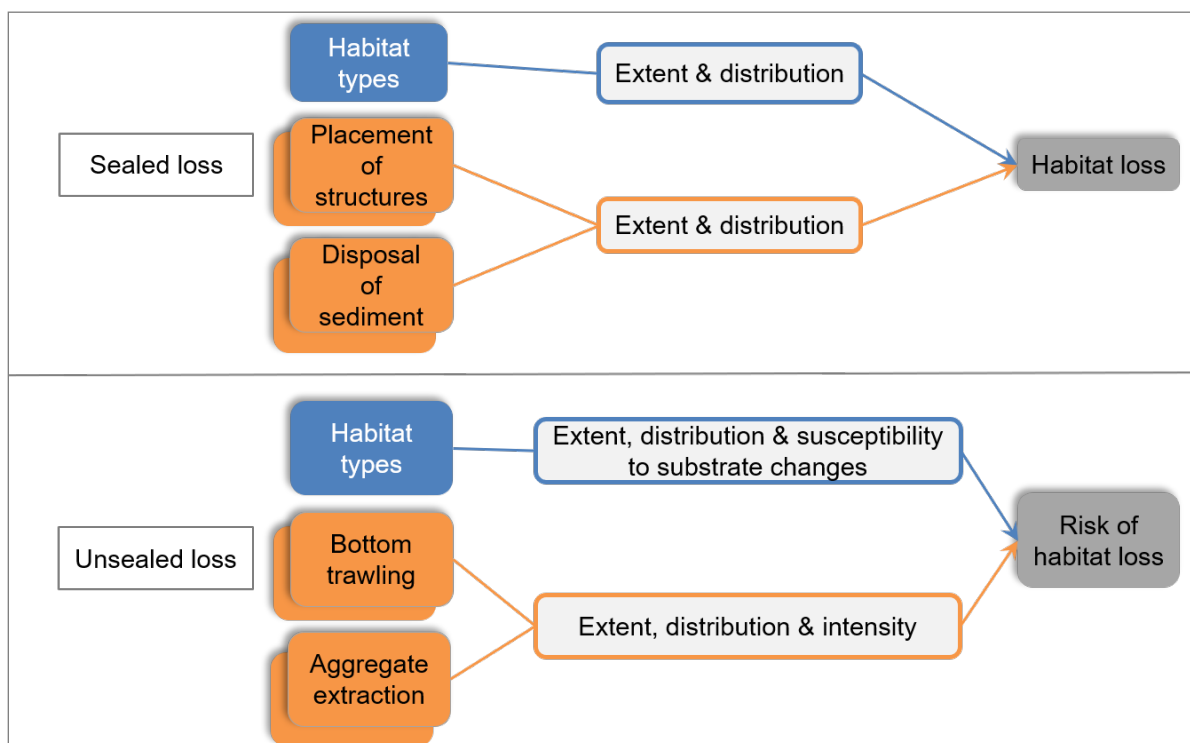 Habitat
types
Extent & distribution
Sealed loss
Placement
of
structures
Habitat loss
Extent & distribution
Disposal
of
sediment
Habitat
types
Extent, distribution & susceptibility
to substrate changes
Unsealed loss
Bottom
trawling
Risk of
habitat loss
Extent, distribution & intensity
Aggregate
extraction